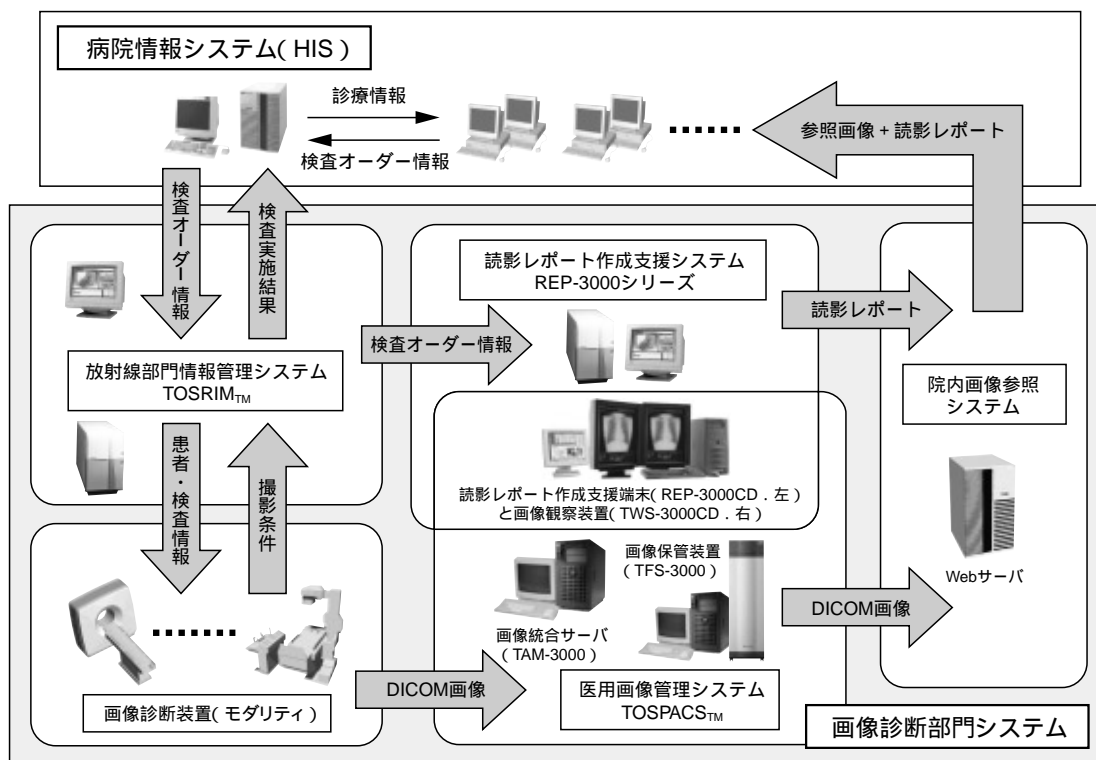 病院情報システム(HIS)
診療情報
検査オーダー情報
参照画像+読影レポート
検査オーダー情報
検査実施結果
放射線部門情報管理システム
TOSRIM™
患者・検査情報
撮影条件
画像診断装置(モダリティ)
検査オーダー情報
DICOM画像
読影レポート作成支援システム
REP-3000シリーズ
読影レポート作成支援端末(REP-3000CD.左)
と画像観察装置(TWS-3000CD.右)
画像保管装置
(TFS-3000)
画像統合サーバ
(TAM-3000)
医用画像管理システム
TOSPACS™
読影レポート
DICOM画像
院内画像参照
システム
Webサーバ
画像診断部門システム